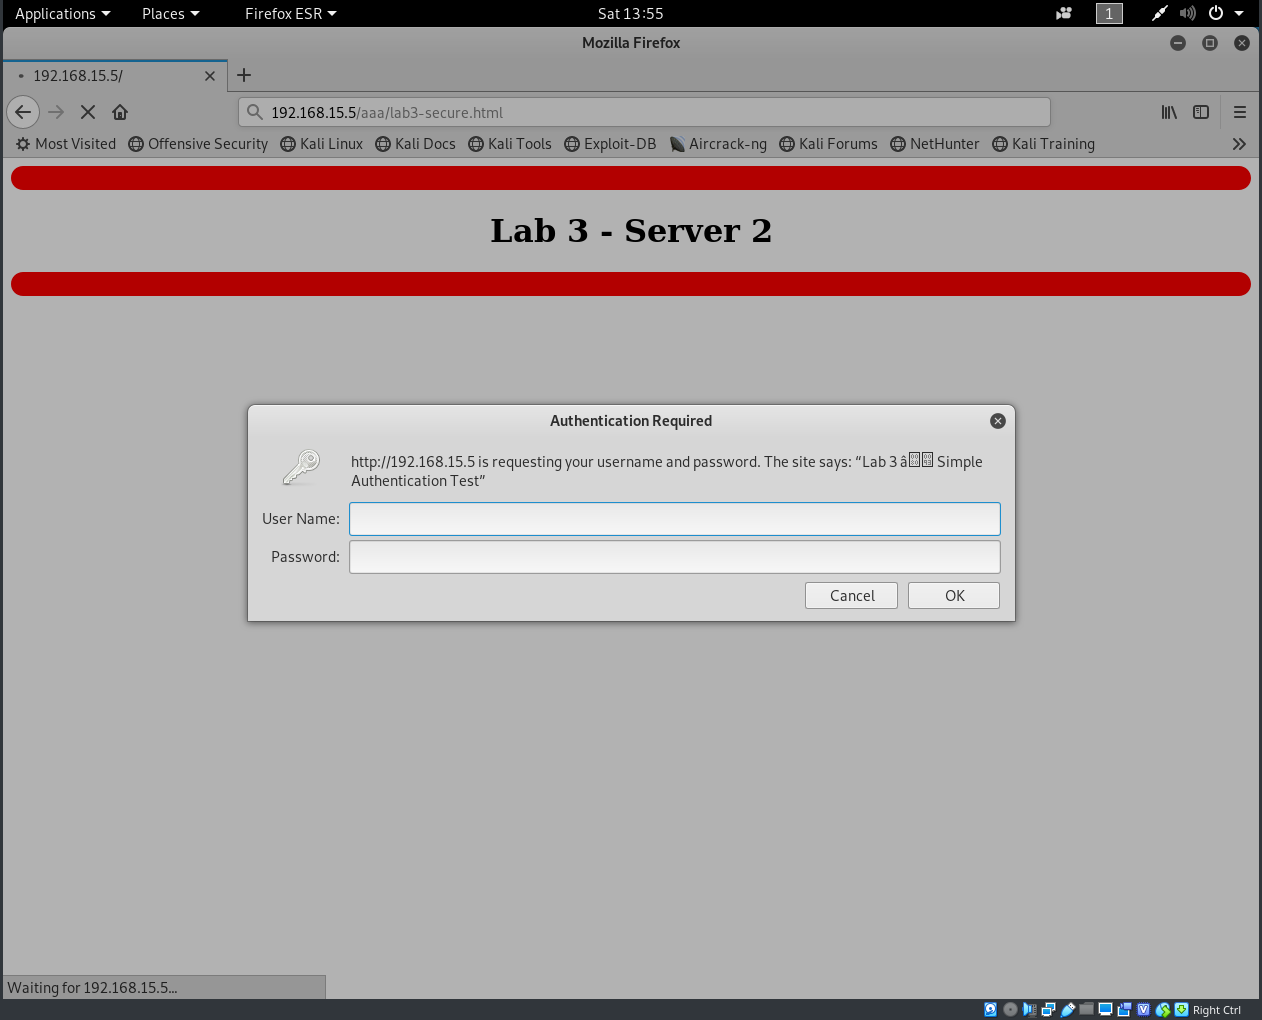 Applications Places Firefox ESR Sat 13:55 1
Mozilla Firefox
192.168.15.5/
192.168.15.5/aaa/lab3-secure.html
Most Visited Offensive Security Kali Linux Kali Docs Kali Tools Exploit-DB Aircrack-ng Kali Forums NetHunter Kali Training
Lab 3 - Server 2
Authentication Required
http://192.168.15.5 is requesting your username and password. The site says: “Lab 3 â Simple
Authentication Test”
User Name:
Password:
Cancel OK
Waiting for 192.168.15.5...
Right Ctrl